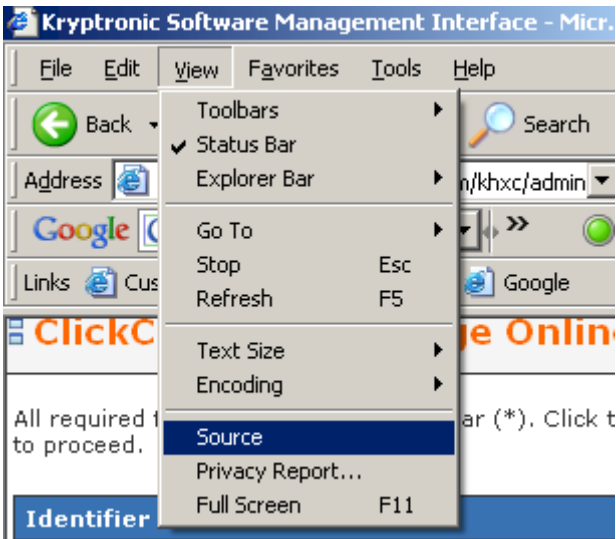 Kryptronic Software Management Interface - Micr.
File Edit View Favorites Tools Help
Back Search
Address n/khxc/admin
Google
Links Cus Google
Toolbars
Status Bar
Explorer Bar
Go To
Stop Esc
Refresh F5
Text Size
Encoding
Source
Privacy Report...
Full Screen F11
ClickC e Onlin
All required ar (*). Click t
to proceed.
Identifier